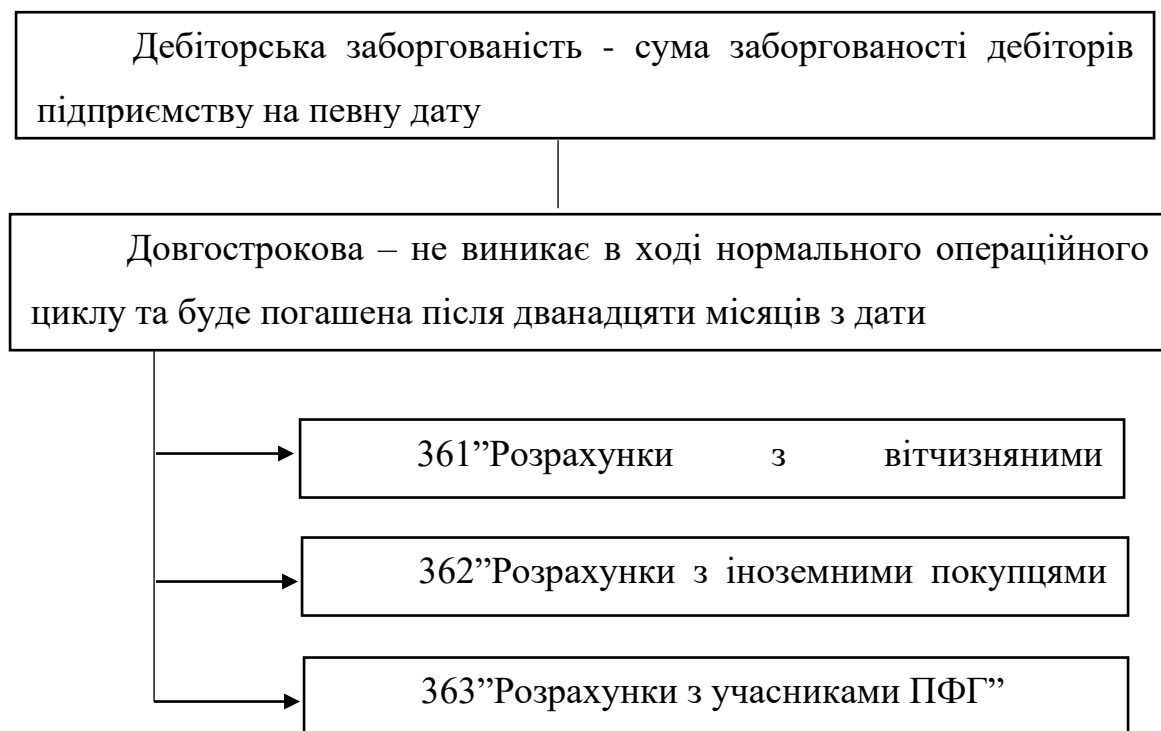 Дебіторська заборгованість - сума заборгованості дебіторів
підприємству на певну дату
Довгострокова – не виникає в ході нормального операційного
циклу та буде погашена після дванадцяти місяців з дати
361”Розрахунки з вітчизняними
362”Розрахунки з іноземними покупцями
363”Розрахунки з учасниками ПФГ”